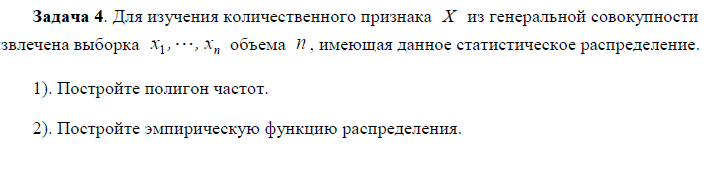 Задача 4. Для изучения количественного признака X из генеральной совокупности
звлечена выборка x₁, ⋯, xₙ объема n, имеющая данное статистическое распределение.
1). Постройте полигон частот.
2). Постройте эмпирическую функцию распределения.